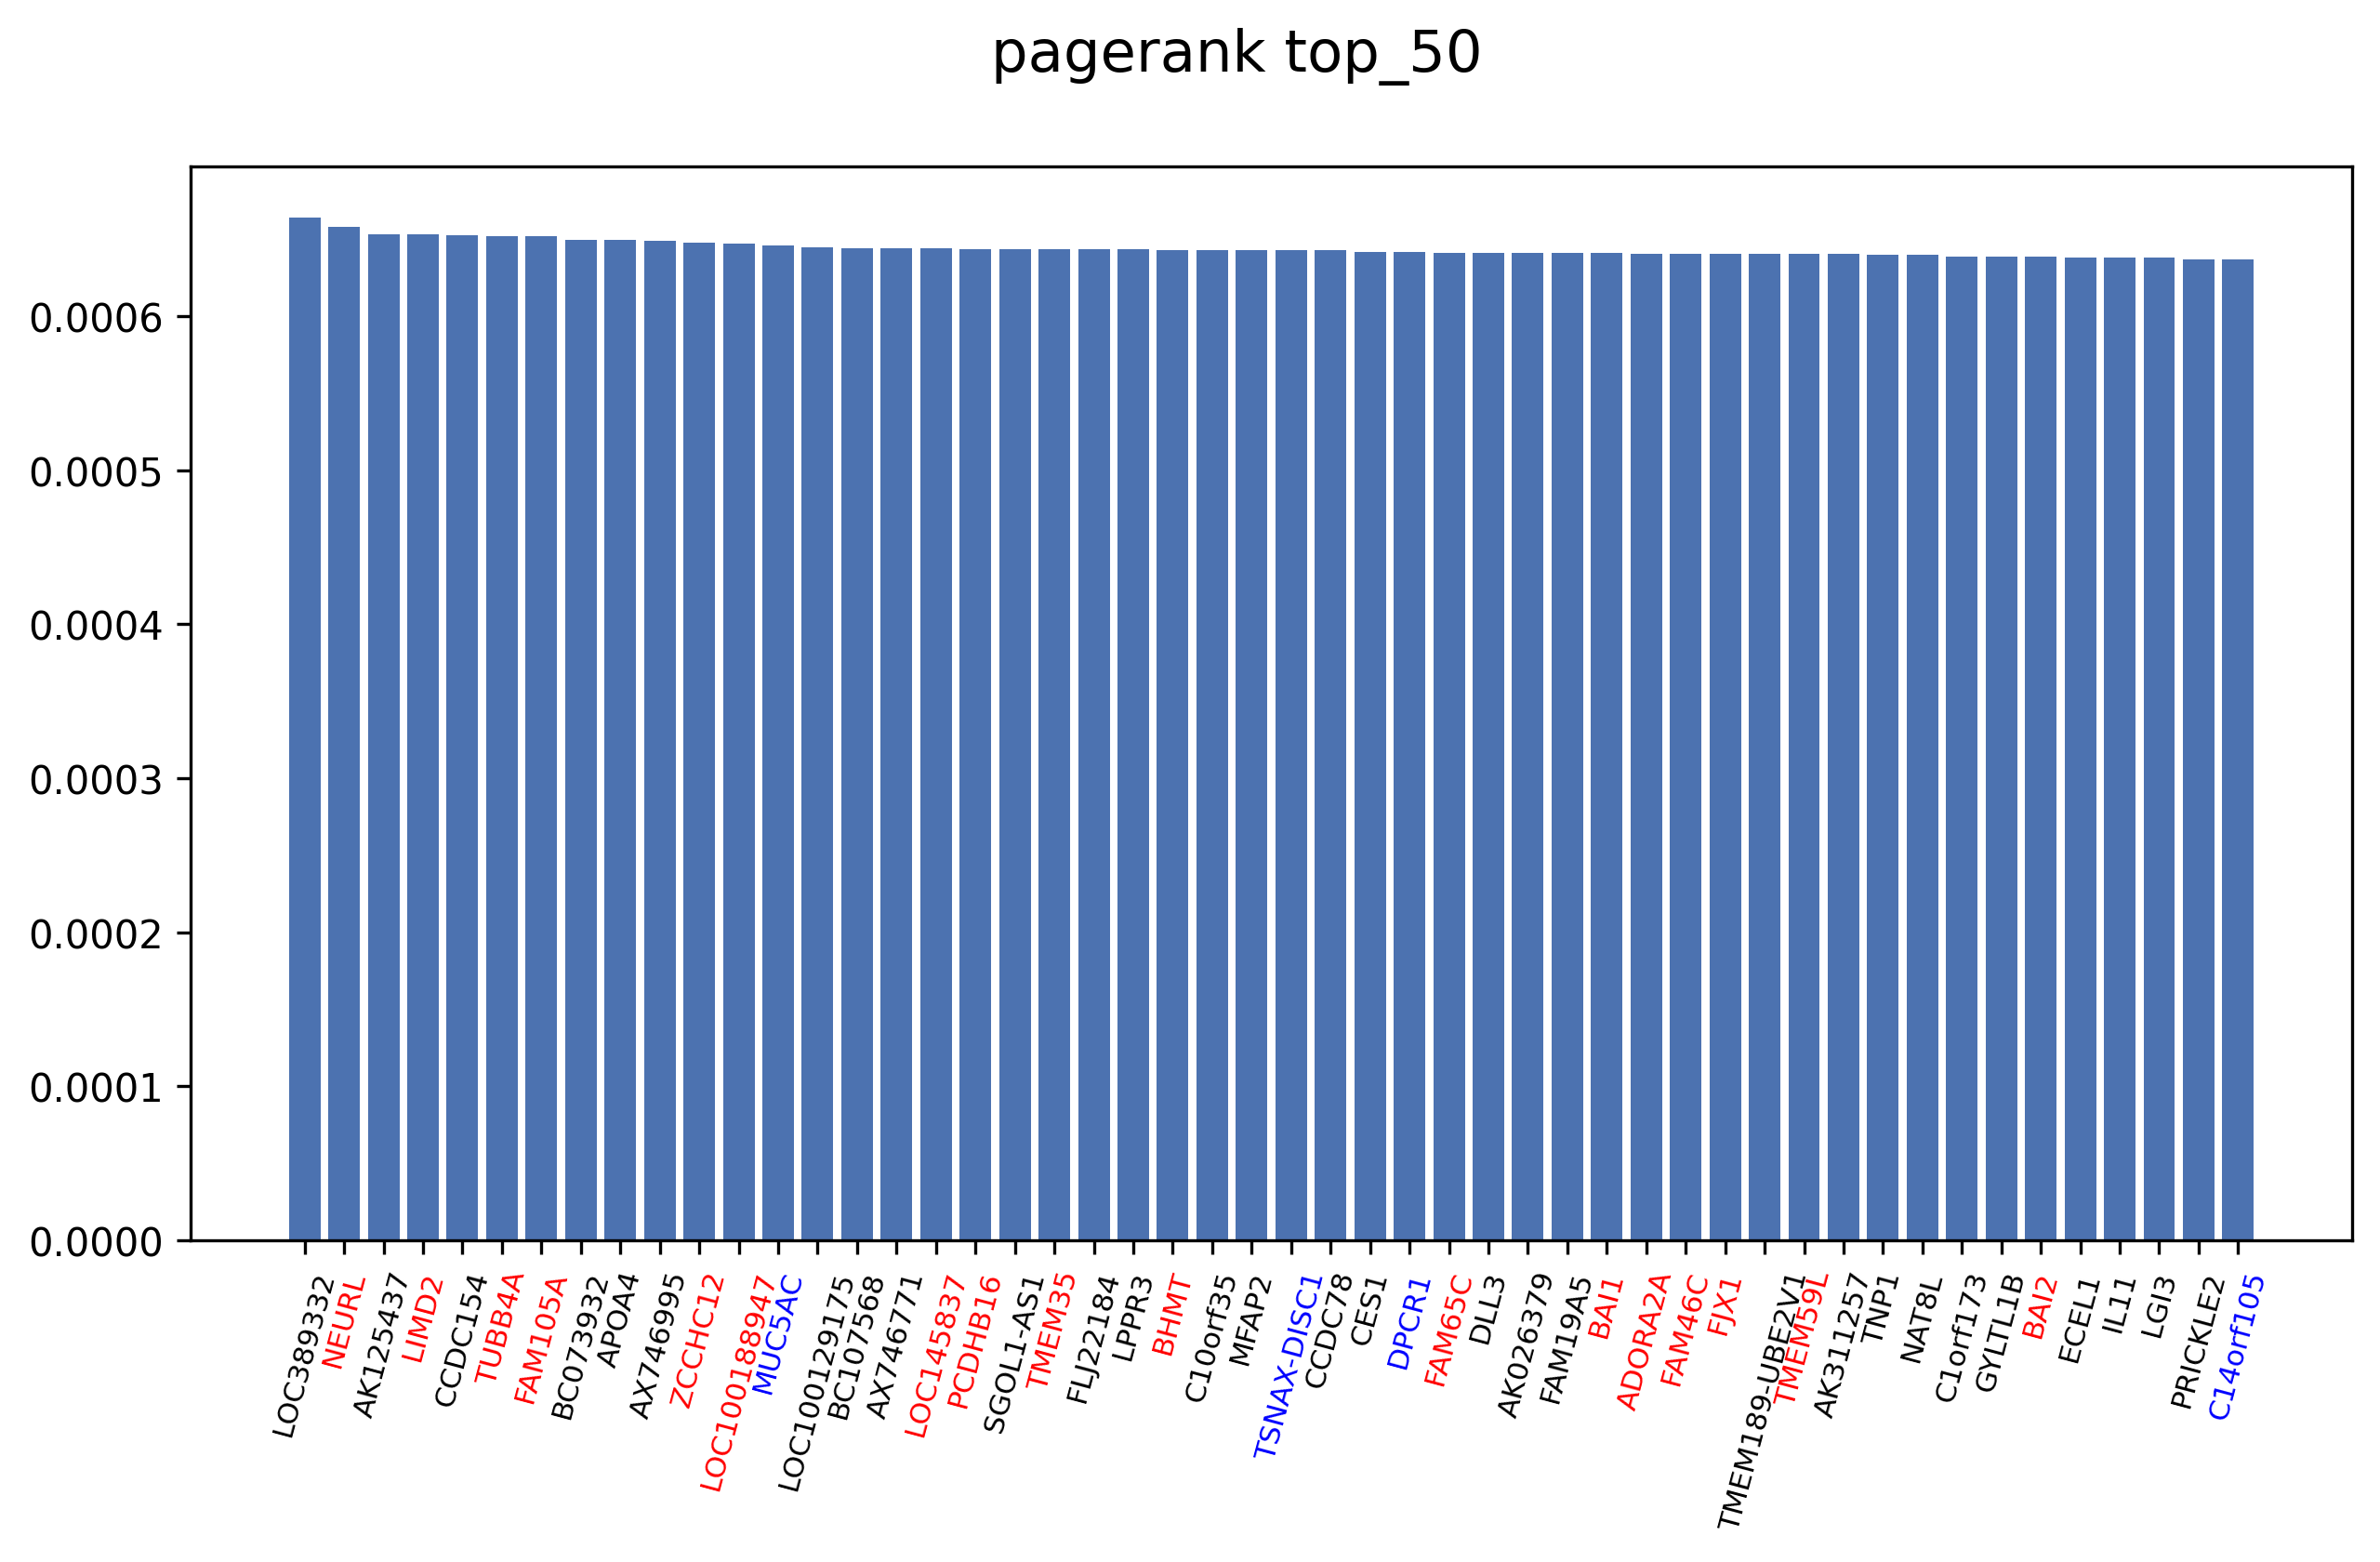 pagerank top_50
0.0006
0.0005
0.0004
0.0003
0.0002
0.0001
0.0000
LOC389332
NEURL
AK125437
LIMD2
CCDC154
TUBB4A
FAM105A
BC073932
APOA4
AX746995
ZCCHC12
LOC100188947
MUC5AC
LOC100129175
BC107568
AX746771
LOC145837
PCDHB16
SGOL1-AS1
TMEM35
FLJ22184
LPPR3
BHMT
C10orf35
MFAP2
TSNAX-DISC1
CCDC78
CES1
DPCR1
FAM65C
DLL3
AK026379
FAM19A5
BAI1
ADORA2A
FAM46C
FJX1
TMEM189-UBE2V1
TMEM59L
AK311257
TNP1
NAT8L
C1orf173
GYLTL1B
BAI2
ECEL1
IL11
LGI3
PRICKLE2
C14orf105